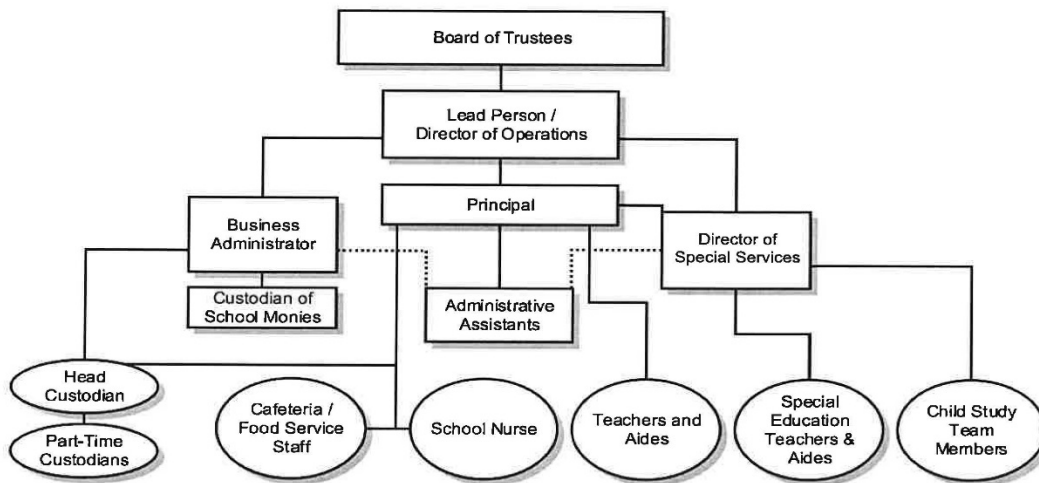 Board of Trustees
Lead Person /
Director of Operations
Principal
Business
Administrator
Director of
Special Services
Custodian of
School Monies
Administrative
Assistants
Head
Custodian
Part-Time
Custodians
Cafeteria /
Food Service
Staff
School Nurse
Teachers and
Aides
Special
Education
Teachers &
Aides
Child Study
Team
Members